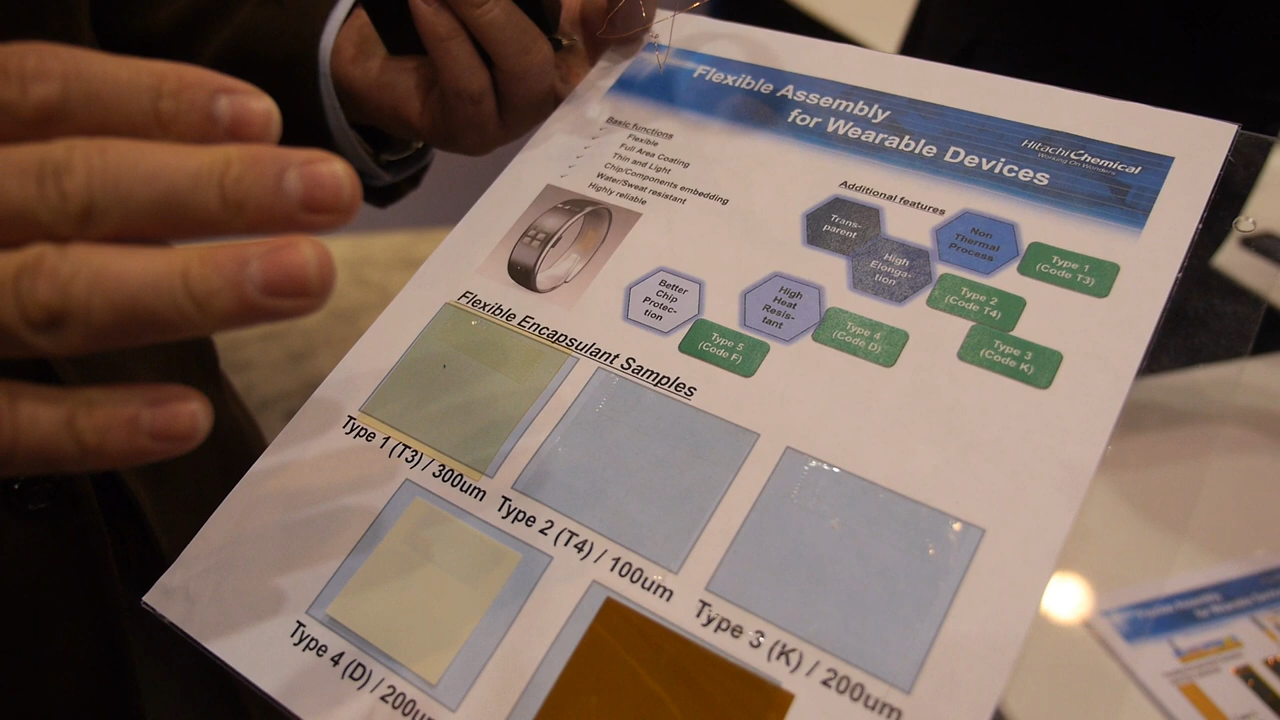 Flexible Assembly
for Wearable Devices
Hitachi Chemical
Working On Wonders
Basic functions
Flexible
Full Area Coating
Thin and Light
Chip/Components embedding
Water/Sweat resistant
Highly reliable
Additional features
Trans-
parent
High
Elonga-
tion
Non
Thermal
Process
Type 1
(Code T3)
Type 2
(Code T4)
Type 3
(Code K)
Better
Chip
Protec-
tion
High
Heat
Resis-
tant
Type 4
(Code D)
Type 5
(Code F)
Flexible Encapsulant Samples
Type 1 (T3) / 300um
Type 2 (T4) / 100um
Type 3 (K) / 200um
Type 4 (D) / 200um